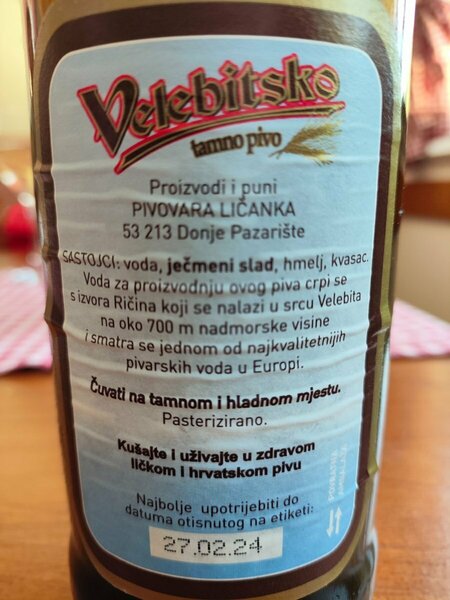 Velebitsko
tamno pivo
Proizvodi i puni
PIVOVARA LIČANKA
53 213 Donje Pazarište
SASTOJCI: voda, ječmeni slad, hmelj, kvasac.
Voda za proizvodnju ovog piva crpi se
s izvora Ričina koji se nalazi u srcu Velebita
na oko 700 m nadmorske visine
i smatra se jednom od najkvalitetnijih
pivarskih voda u Europi.
Čuvati na tamnom i hladnom mjestu.
Pasterizirano.
Kušajte i uživajte u zdravom
ličkom i hrvatskom pivu
POVRATNA
AMBALAŽA
Najbolje upotrijebiti do
datuma otisnutog na etiketi:
27.02.24